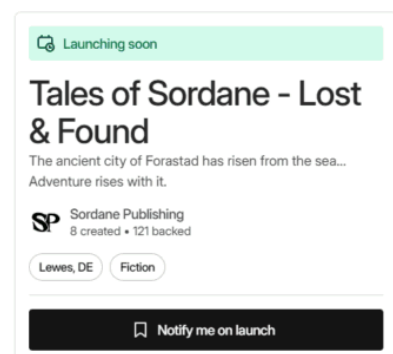 Launching soon
Tales of Sordane - Lost
& Found
The ancient city of Forastad has risen from the sea...
Adventure rises with it.
SP
Sordane Publishing
8 created • 121 backed
Lewes, DE
Fiction
Notify me on launch